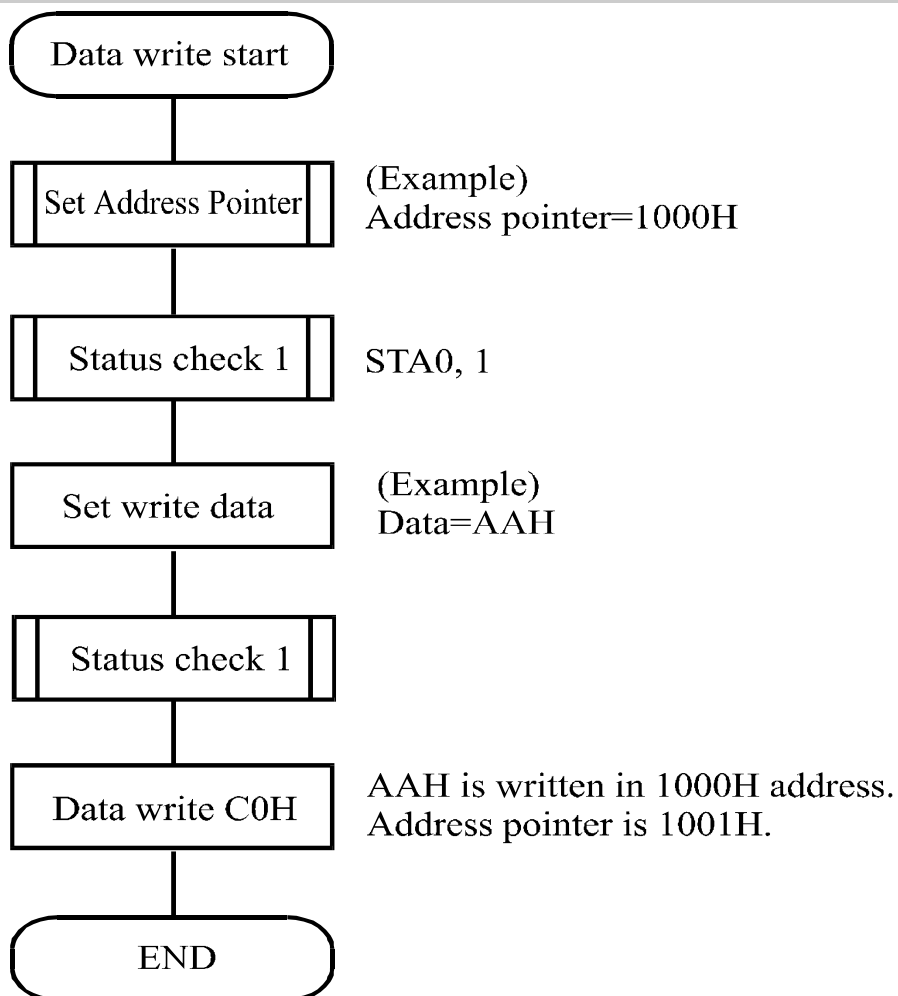 Data write start
Set Address Pointer
(Example)
Address pointer=1000H
Status check 1
STA0, 1
Set write data
(Example)
Data=AAH
Status check 1
Data write C0H
AAH is written in 1000H address.
Address pointer is 1001H.
END